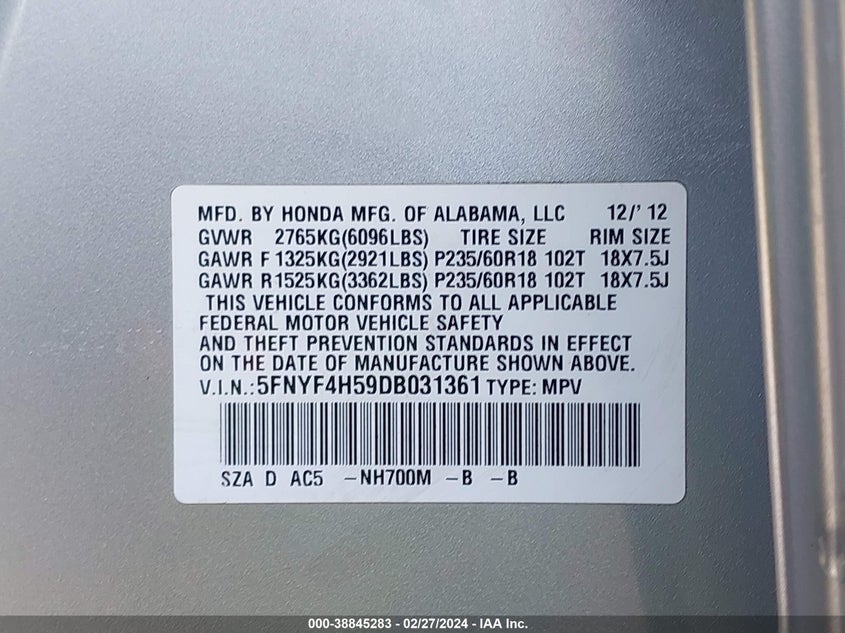 MFD. BY HONDA MFG. OF ALABAMA, LLC 12/'12
GVWR 2765KG(6096LBS) TIRE SIZE RIM SIZE
GAWR F 1325KG(2921LBS) P235/60R18 102T 18X7.5J
GAWR R1525KG(3362LBS) P235/60R18 102T 18X7.5J
THIS VEHICLE CONFORMS TO ALL APPLICABLE
FEDERAL MOTOR VEHICLE SAFETY
AND THEFT PREVENTION STANDARDS IN EFFECT
ON THE DATE OF MANUFACTURE SHOWN ABOVE.
V.I.N.:5FNYF4H59DB031361 TYPE: MPV
SZA D AC5 -NH700M -B -B
000-38845283 - 02/27/2024 - IAA Inc.